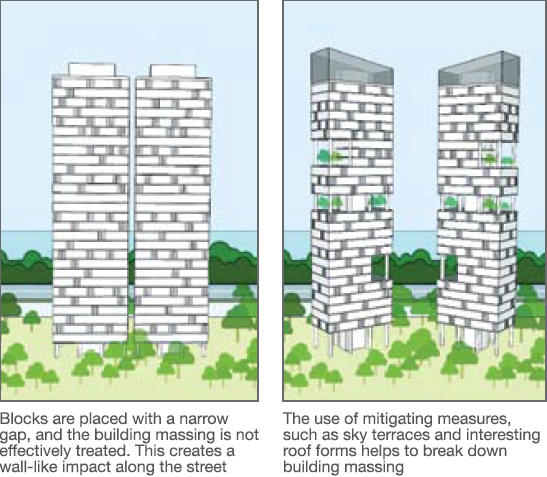 Blocks are placed with a narrow
gap, and the building massing is not
effectively treated. This creates a
wall-like impact along the street
The use of mitigating measures,
such as sky terraces and interesting
roof forms helps to break down
building massing